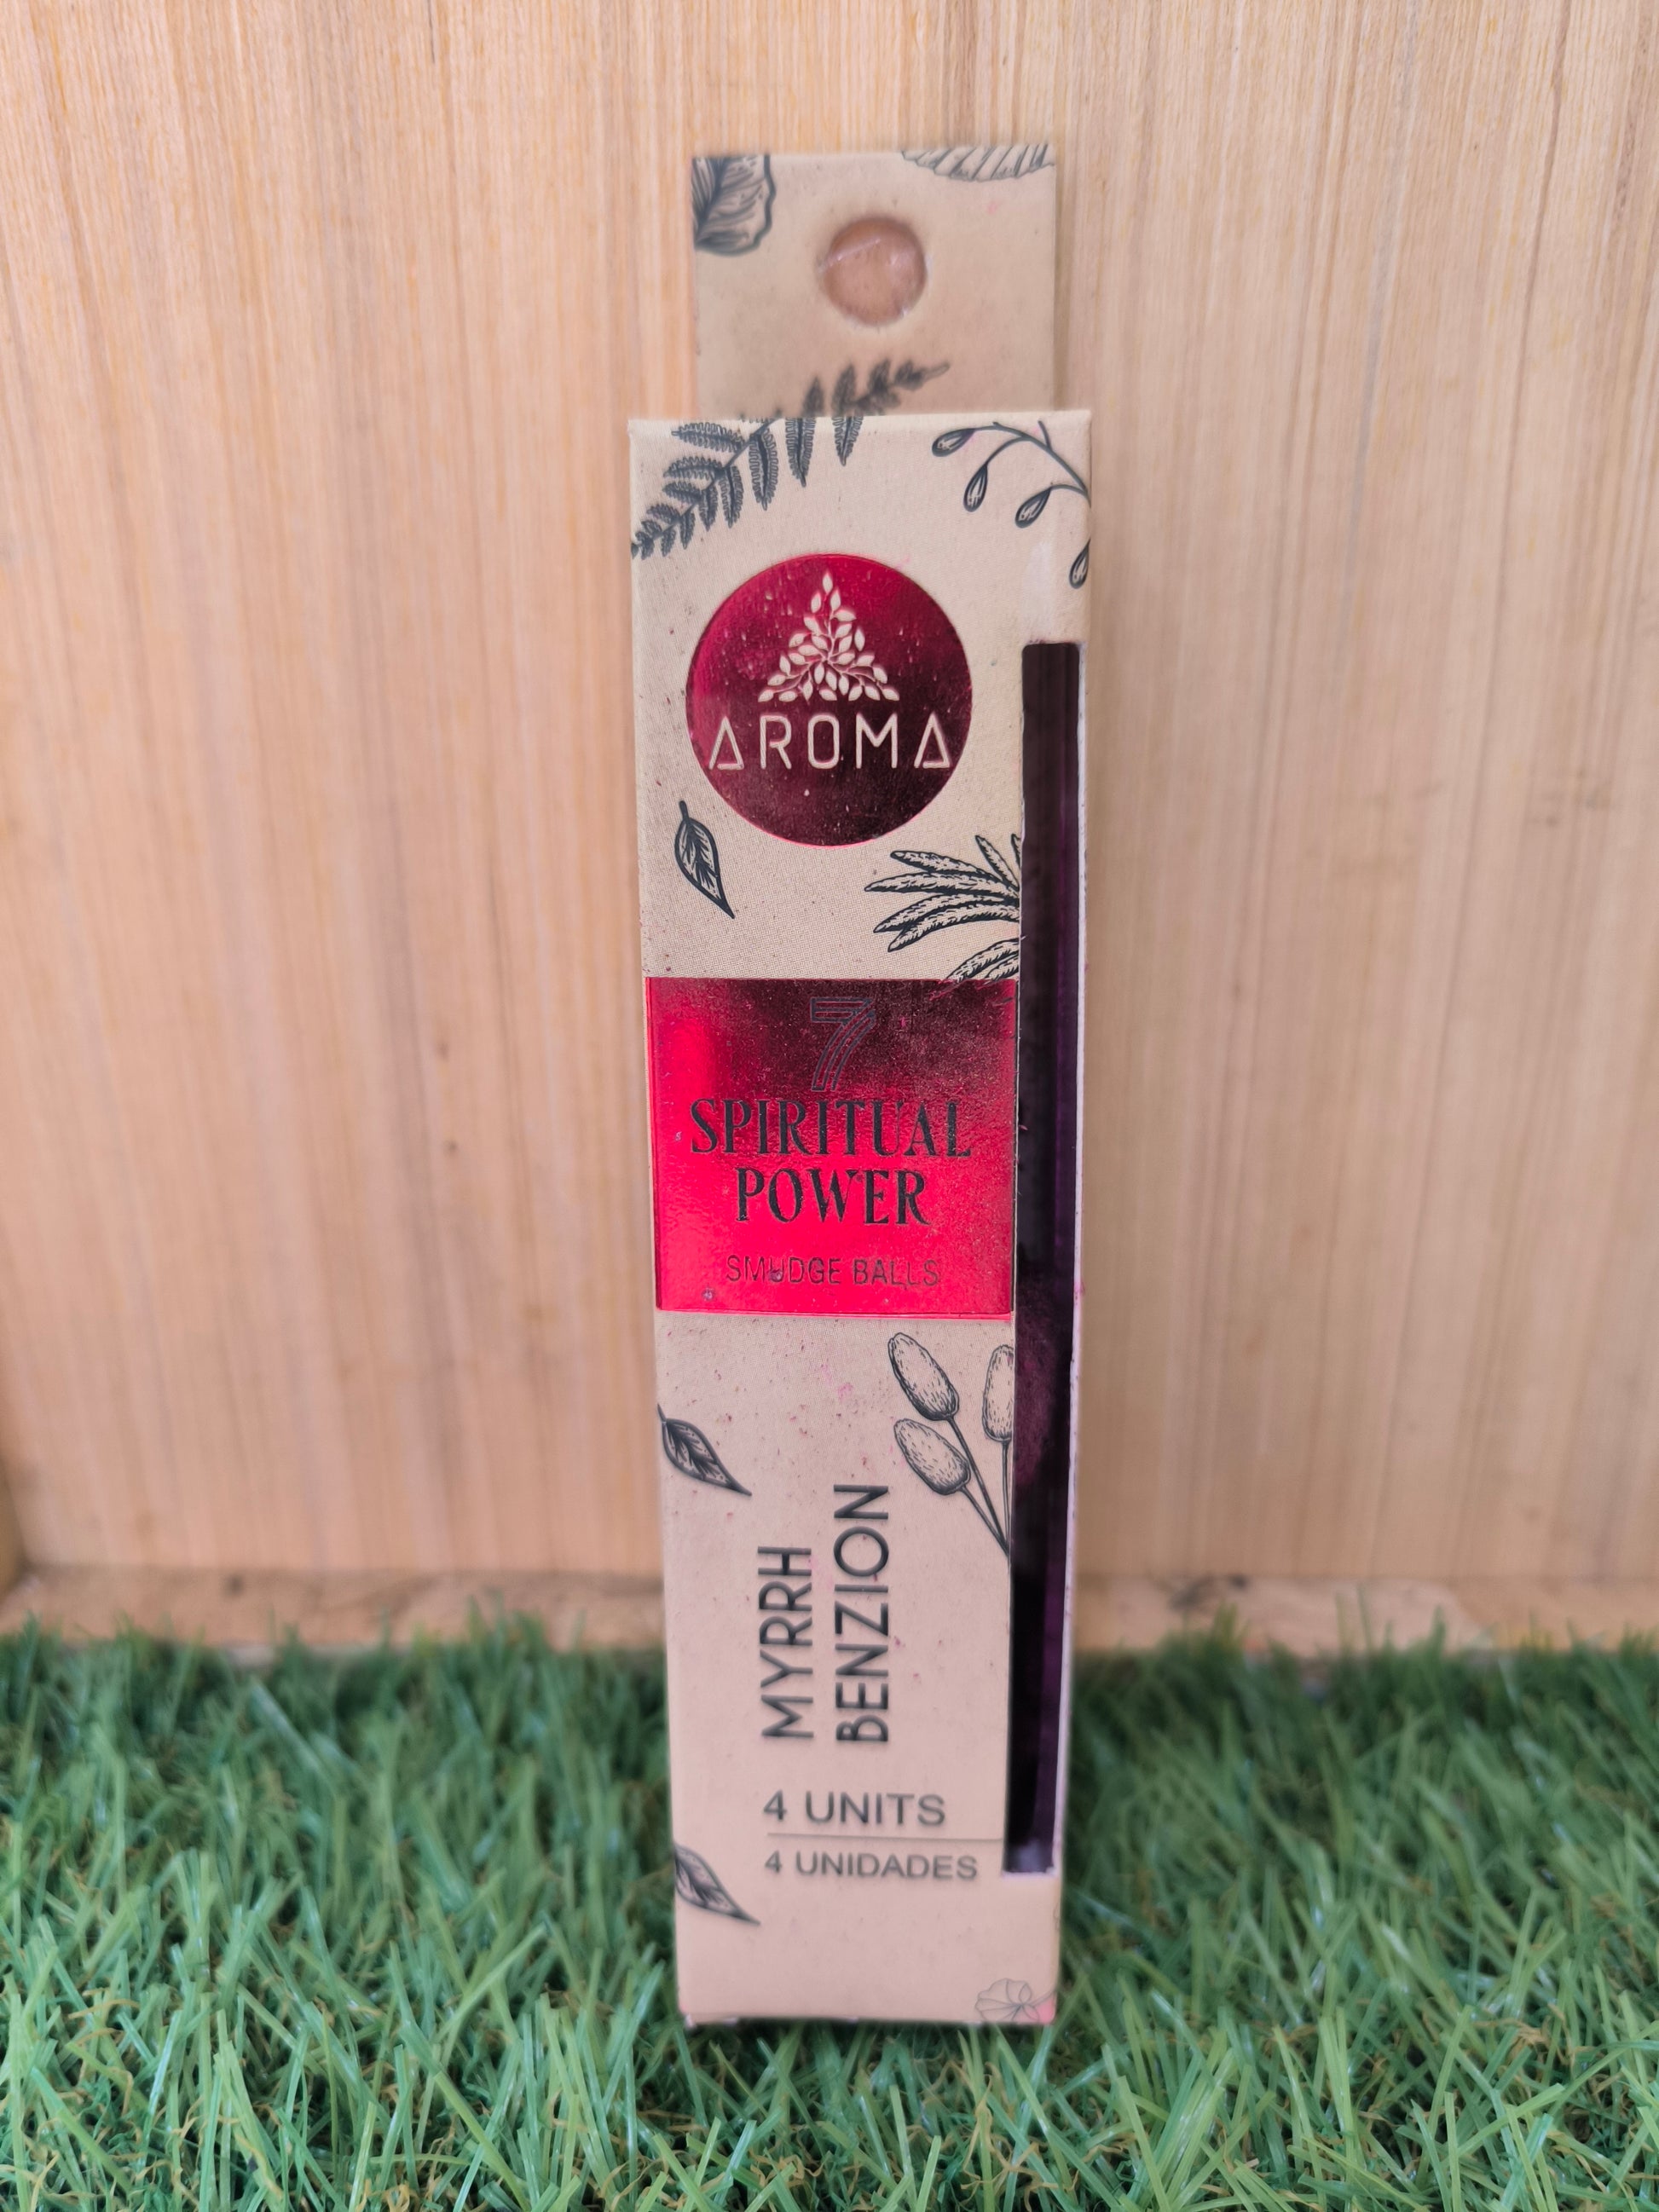 AROMA
7
SPIRITUAL
POWER
SMUDGE BALLS
MYRRH
BENZION
4 UNITS
4 UNIDADES